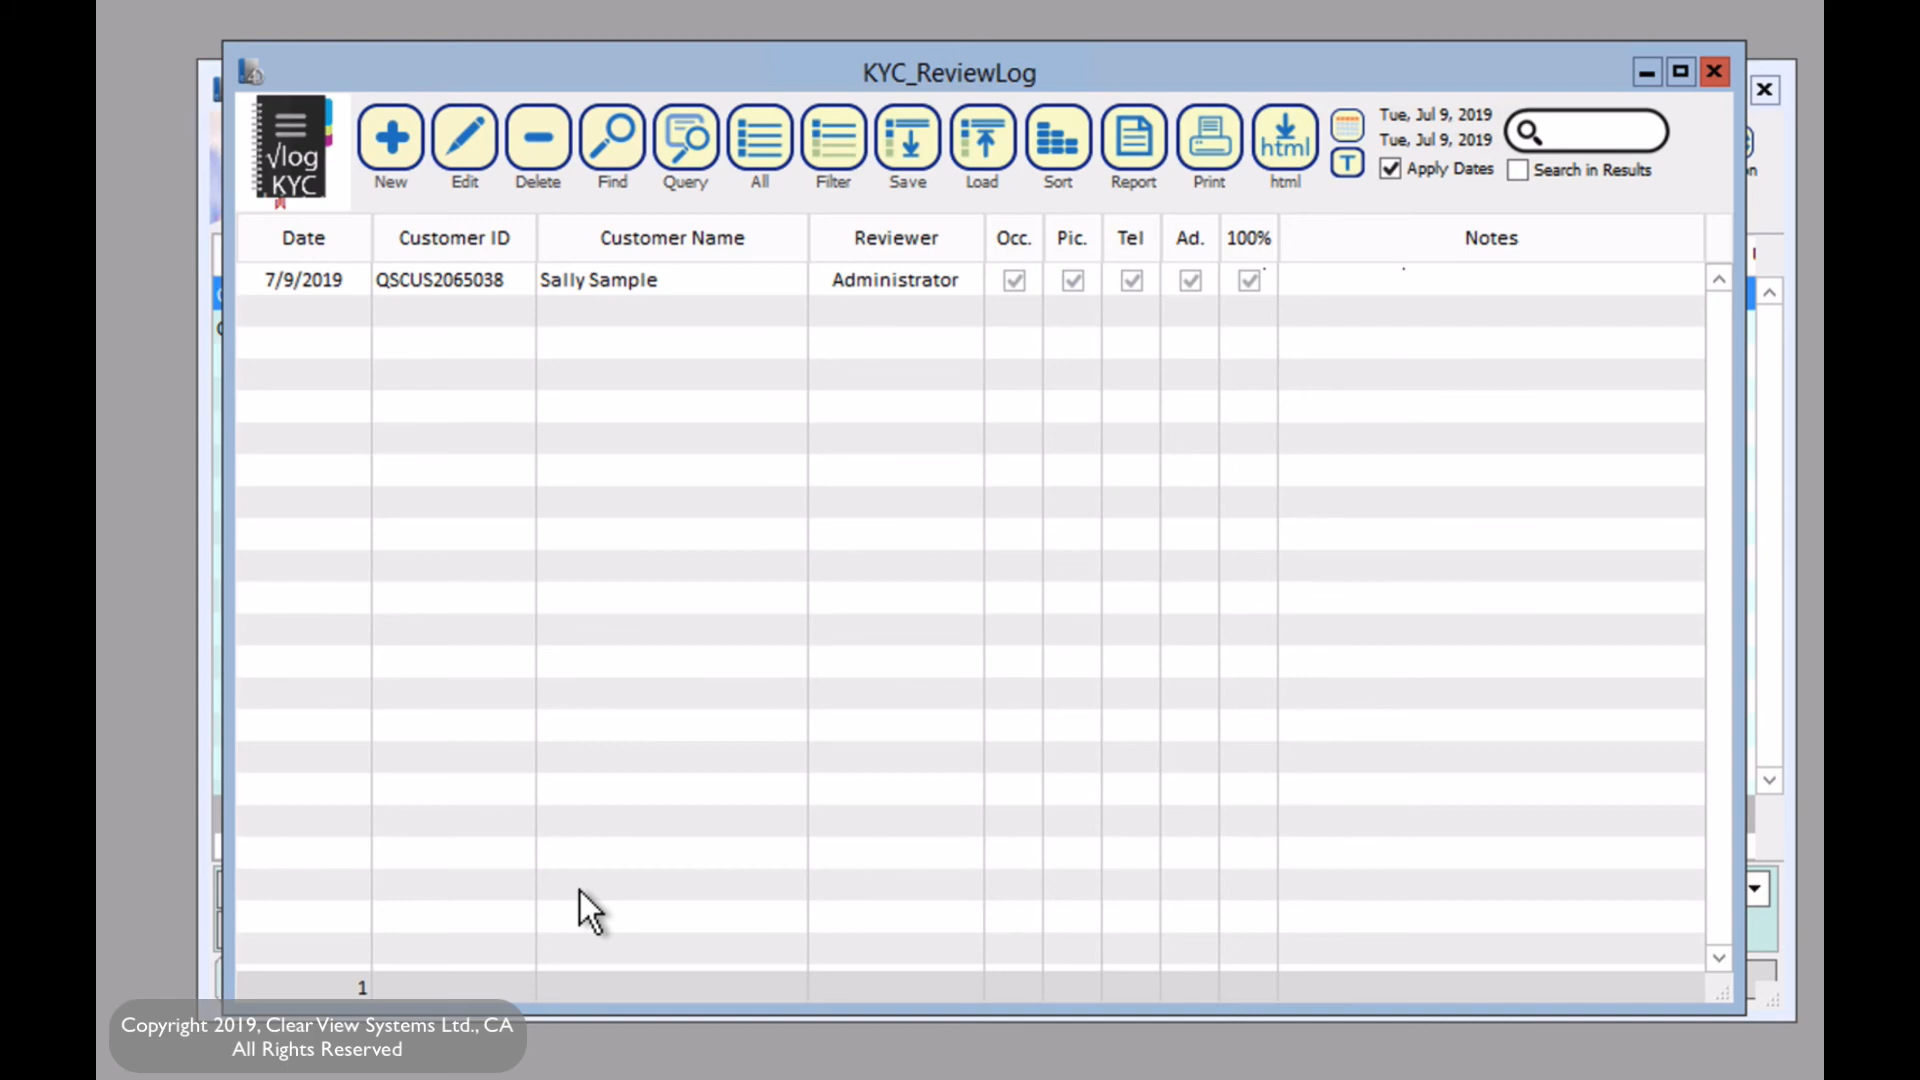 KYC_ReviewLog
√log
KYC
html
New
Edit
Delete
Find
Query
All
Filter
Save
Load
Sort
Report
Print
html
T
Tue, Jul 9, 2019
Tue, Jul 9, 2019
Apply Dates
Search in Results
Date Customer ID Customer Name Reviewer Occ. Pic. Tel Ad. 100% Notes
7/9/2019 QSCUS2065038 Sally Sample Administrator
1
Copyright 2019, Clear View Systems Ltd., CA
All Rights Reserved